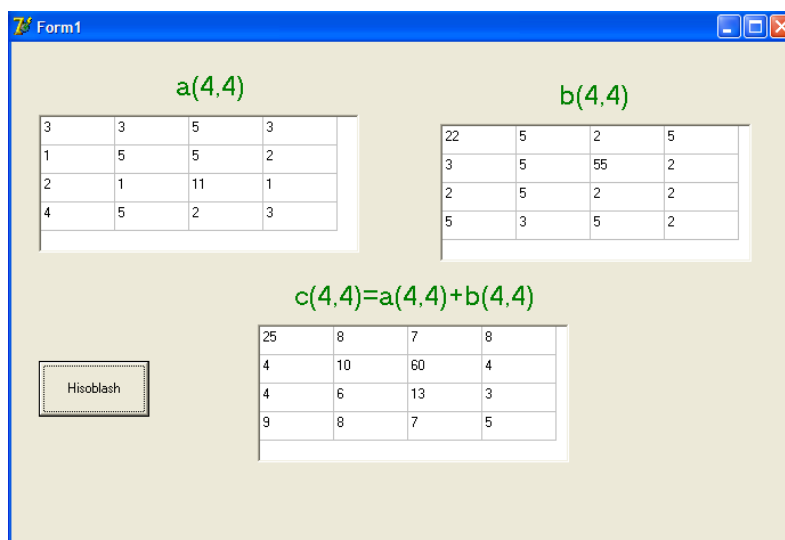 Form1
a(4,4)
3 3 5 3
1 5 5 2
2 1 11 1
4 5 2 3
b(4,4)
22 5 2 5
3 5 55 2
2 5 2 2
5 3 5 2
c(4,4)=a(4,4)+b(4,4)
25 8 7 8
4 10 60 4
4 6 13 3
9 8 7 5
Hisoblash